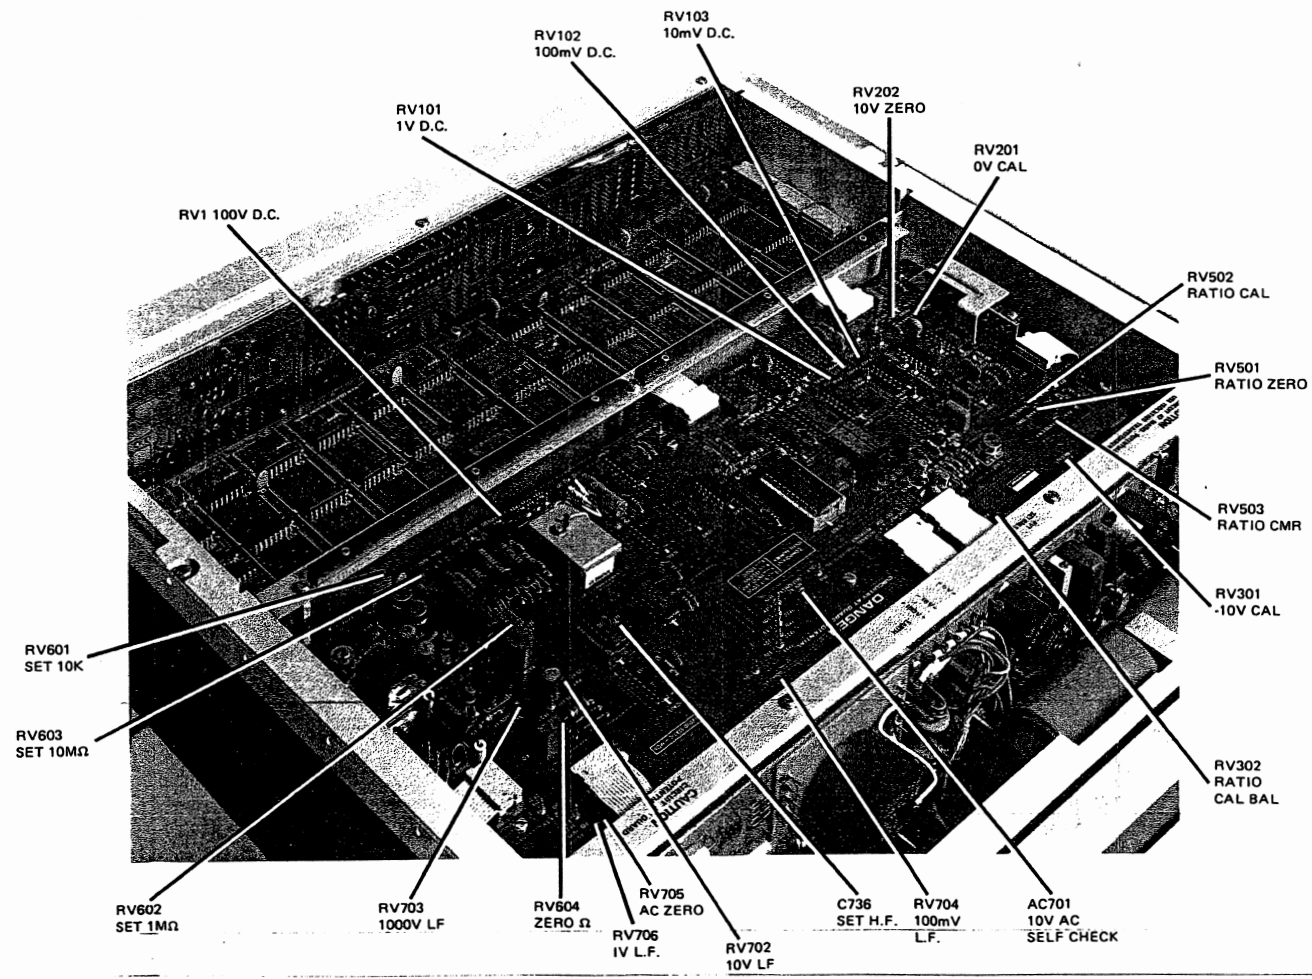 RV103
10mV D.C.
RV102
100mV D.C.
RV202
10V ZERO
RV101
1V D.C.
RV201
0V CAL
RV1 100V D.C.
RV502
RATIO CAL
RV501
RATIO ZERO
RV503
RATIO CMR
RV301
-10V CAL
RV601
SET 10K
RV603
SET 10MΩ
RV302
RATIO
CAL BAL
DANGER
CAUTION
RV602
SET 1MΩ
RV703
1000V LF
RV604
ZERO Ω
RV705
AC ZERO
RV706
IV L.F.
RV702
10V LF
C736
SET H.F.
RV704
100mV
L.F.
AC701
10V AC
SELF CHECK